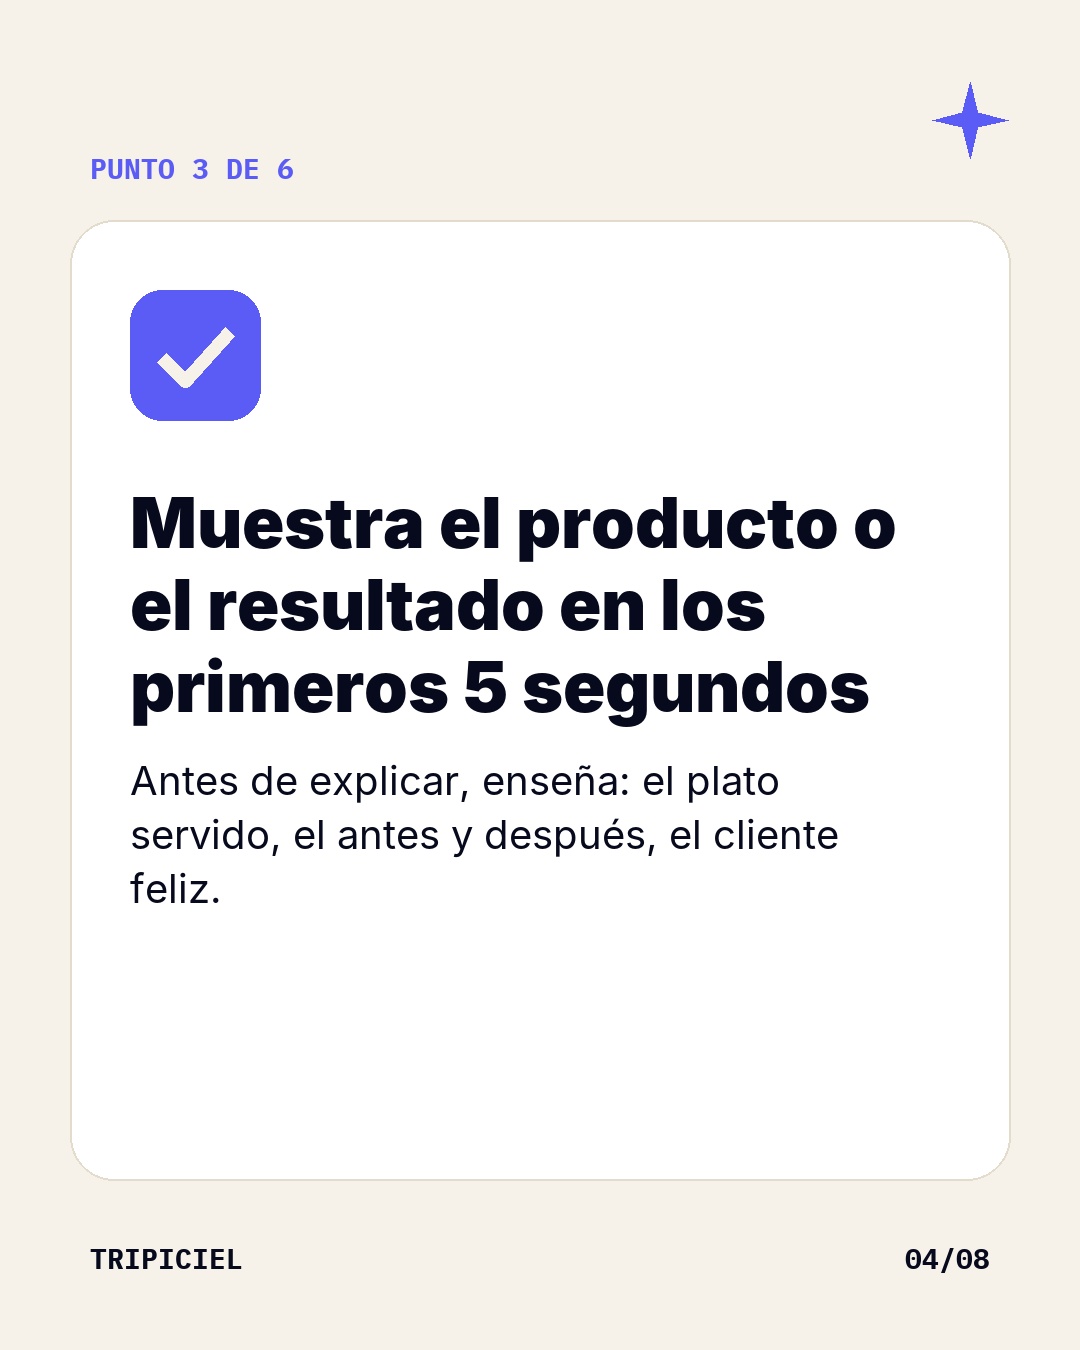 PUNTO 3 DE 6
Muestra el producto o
el resultado en los
primeros 5 segundos
Antes de explicar, enseña: el plato
servido, el antes y después, el cliente
feliz.
TRIPICIEL
04/08